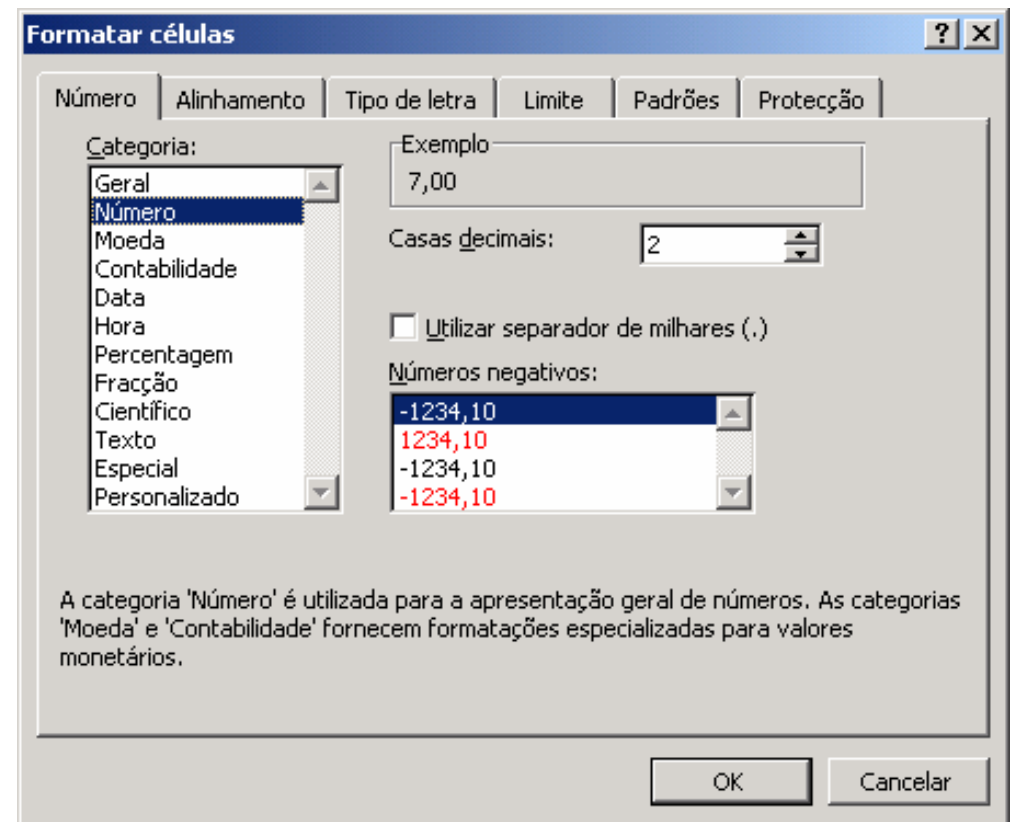 Formatar células
Número Alinhamento Tipo de letra Limite Padrões Protecção
Categoria:
Geral
Número
Moeda
Contabilidade
Data
Hora
Percentagem
Fracção
Científico
Texto
Especial
Personalizado
Exemplo
7,00
Casas decimais: 2
Utilizar separador de milhares (.)
Números negativos:
-1234,10
1234,10
-1234,10
-1234,10
A categoria 'Número' é utilizada para a apresentação geral de números. As categorias
'Moeda' e 'Contabilidade' fornecem formatações especializadas para valores
monetários.
OK Cancelar